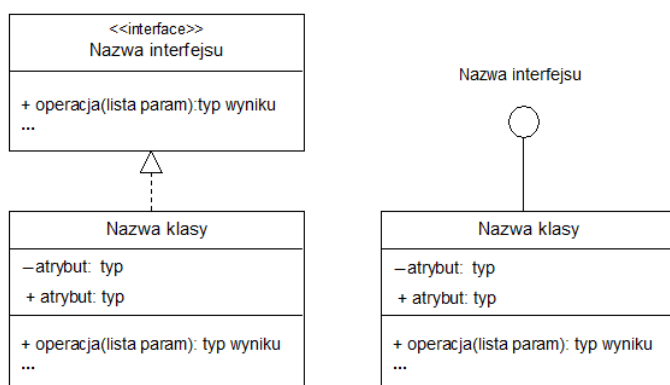 <<interface>>
Nazwa interfejsu
+ operacja(lista param):typ wyniku
...
Nazwa klasy
–atrybut: typ
+ atrybut: typ
+ operacja(lista param): typ wyniku
...
Nazwa interfejsu
Nazwa klasy
–atrybut: typ
+ atrybut: typ
+ operacja(lista param): typ wyniku
...